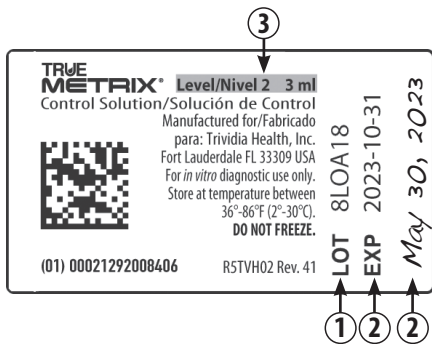 3
TRUE
METRIX® Level/Nivel 2 3 ml
Control Solution/Solución de Control
Manufactured for/Fabricado
para: Trividia Health, Inc.
Fort Lauderdale FL 33309 USA
For in vitro diagnostic use only.
Store at temperature between
36°-86°F (2°-30°C).
DO NOT FREEZE.
(01) 00021292008406 R5TVH02 Rev. 41
LOT 8LOA18
EXP 2023-10-31
May 30, 2023
1 2 2